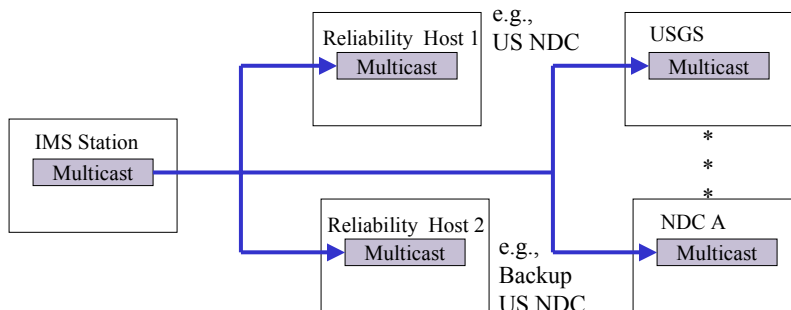 Reliability Host 1
Multicast
e.g.,
US NDC
USGS
Multicast
IMS Station
Multicast
*
*
*
Reliability Host 2
Multicast
e.g.,
Backup
US NDC
NDC A
Multicast